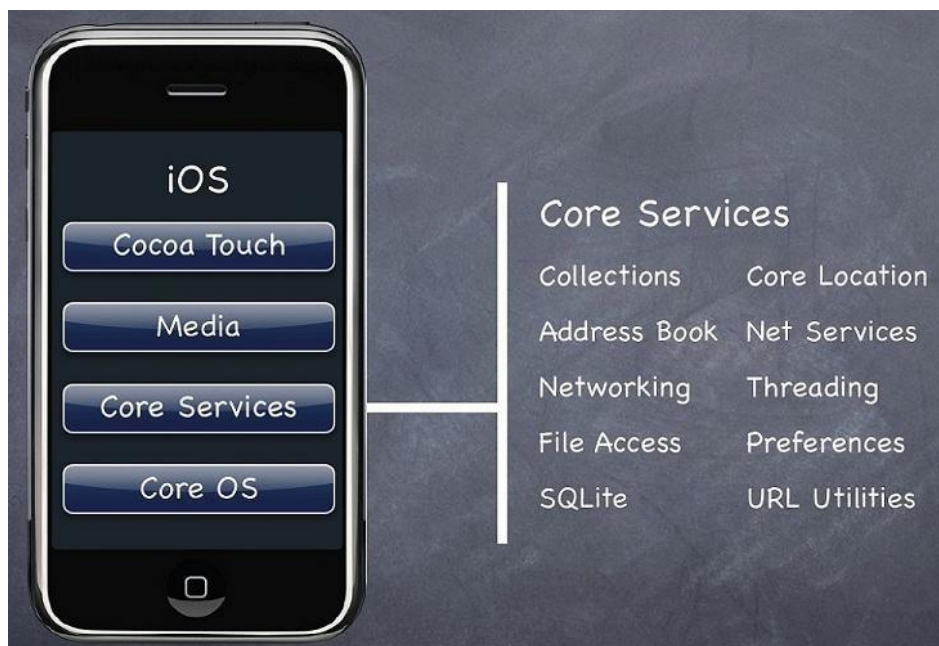 iOS
Cocoa Touch
Media
Core Services
Core OS
Core Services
Collections
Core Location
Address Book
Net Services
Networking
Threading
File Access
Preferences
SQLite
URL Utilities